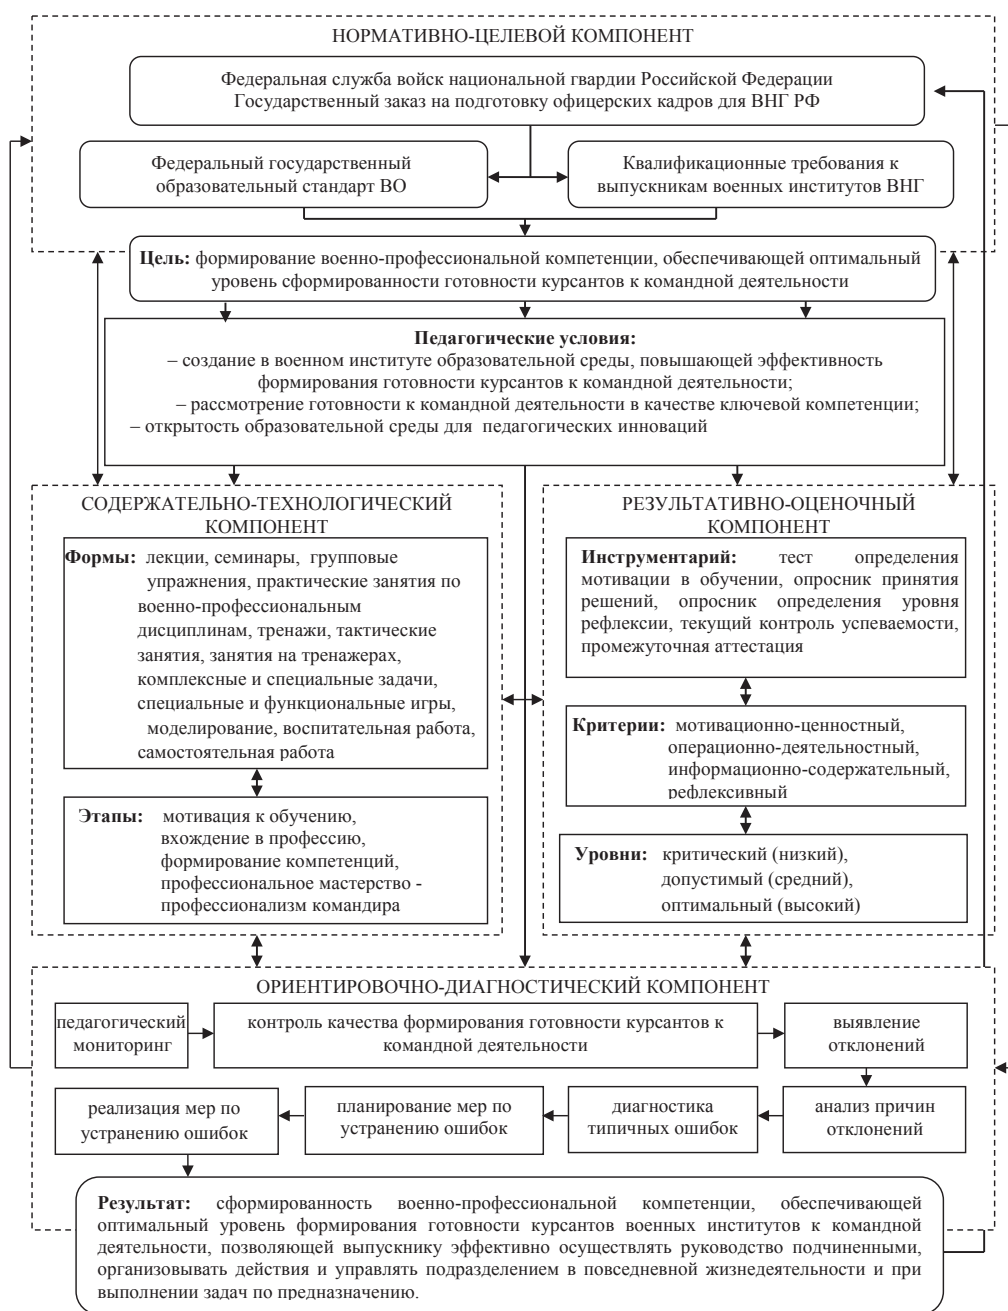 НОРМАТИВНО-ЦЕЛЕВОЙ КОМПОНЕНТ
Федеральная служба войск национальной гвардии Российской Федерации
Государственный заказ на подготовку офицерских кадров для ВНГ РФ
Федеральный государственный
образовательный стандарт ВО
Квалификационные требования к
выпускникам военных институтов ВНГ
Цель: формирование военно-профессиональной компетенции, обеспечивающей оптимальный
уровень сформированности готовности курсантов к командной деятельности
Педагогические условия:
– создание в военном институте образовательной среды, повышающей эффективность
формирования готовности курсантов к командной деятельности;
– рассмотрение готовности к командной деятельности в качестве ключевой компетенции;
– открытость образовательной среды для педагогических инноваций
СОДЕРЖАТЕЛЬНО-ТЕХНОЛОГИЧЕСКИЙ
КОМПОНЕНТ
Формы: лекции, семинары, групповые
упражнения, практические занятия по
военно-профессиональным
дисциплинам, тренажи, тактические
занятия, занятия на тренажерах,
комплексные и специальные задачи,
специальные и функциональные игры,
моделирование, воспитательная работа,
самостоятельная работа
Этапы: мотивация к обучению,
вхождение в профессию,
формирование компетенций,
профессиональное мастерство -
профессионализм командира
РЕЗУЛЬТАТИВНО-ОЦЕНОЧНЫЙ
КОМПОНЕНТ
Инструментарий: тест определения
мотивации в обучении, опросник принятия
решений, опросник определения уровня
рефлексии, текущий контроль успеваемости,
промежуточная аттестация
Критерии: мотивационно-ценностный,
операционно-деятельностный,
информационно-содержательный,
рефлексивный
Уровни: критический (низкий),
допустимый (средний),
оптимальный (высокий)
ОРИЕНТИРОВОЧНО-ДИАГНОСТИЧЕСКИЙ КОМПОНЕНТ
педагогический
мониторинг
контроль качества формирования готовности курсантов к
командной деятельности
выявление
отклонений
реализация мер по
устранению ошибок
планирование мер по
устранению ошибок
диагностика
типичных ошибок
анализ причин
отклонений
Результат: сформированность военно-профессиональной компетенции, обеспечивающей
оптимальный уровень формирования готовности курсантов военных институтов к командной
деятельности, позволяющей выпускнику эффективно осуществлять руководство подчиненными,
организовывать действия и управлять подразделением в повседневной жизнедеятельности и при
выполнении задач по предназначению.